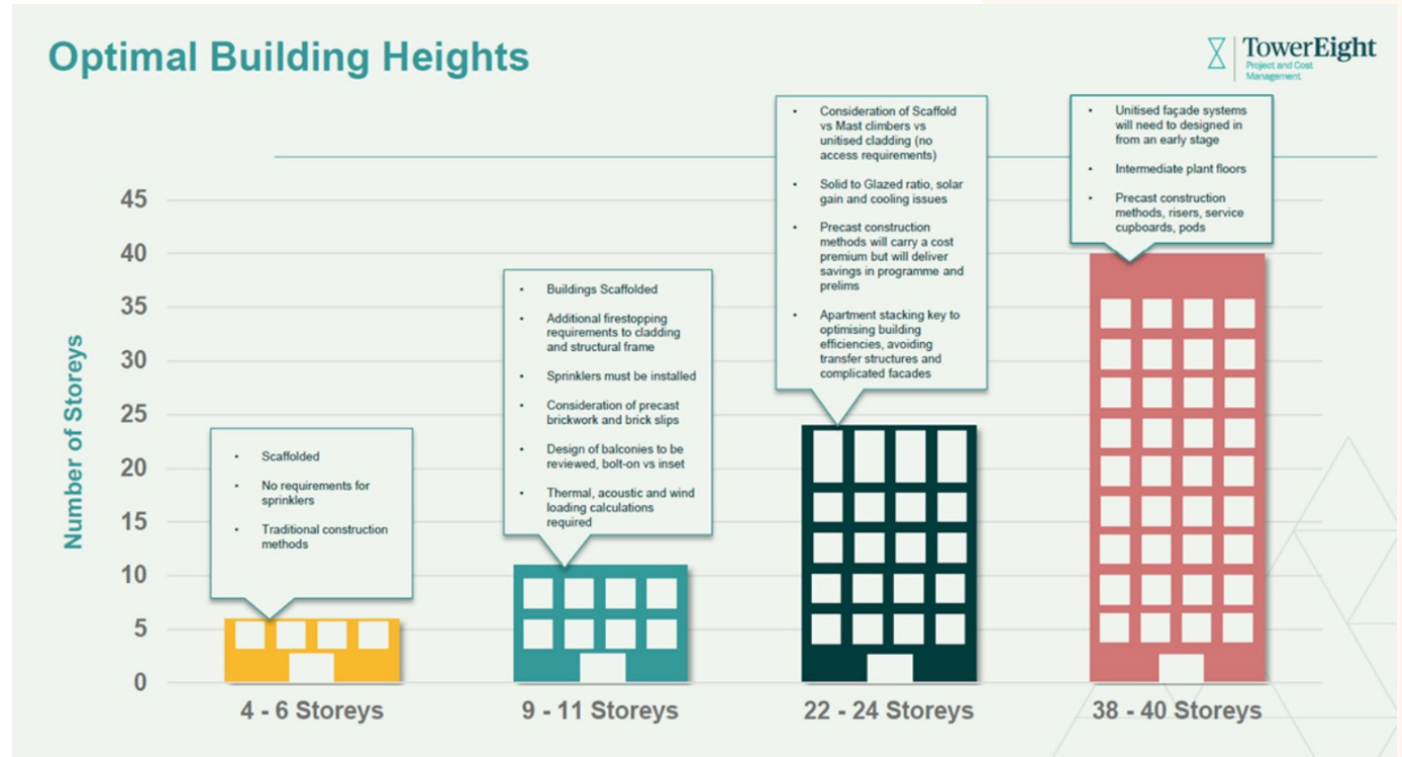 Optimal Building Heights
TowerEight
Project and Cost
Management
Number of Storeys
45
40
35
30
25
20
15
10
5
0
• Scaffolded
• No requirements for
sprinklers
• Traditional construction
methods
4 - 6 Storeys
• Buildings Scaffolded
• Additional firestopping
requirements to cladding
and structural frame
• Sprinklers must be installed
• Consideration of precast
brickwork and brick slips
• Design of balconies to be
reviewed, bolt-on vs inset
• Thermal, acoustic and wind
loading calculations
required
9 - 11 Storeys
• Consideration of Scaffold
vs Mast climbers vs
unitised cladding (no
access requirements)
• Solid to Glazed ratio, solar
gain and cooling issues
• Precast construction
methods will carry a cost
premium but will deliver
savings in programme and
prelims
• Apartment stacking key to
optimising building
efficiencies, avoiding
transfer structures and
complicated facades
22 - 24 Storeys
• Unitised façade systems
will need to designed in
from an early stage
• Intermediate plant floors
• Precast construction
methods, risers, service
cupboards, pods
38 - 40 Storeys